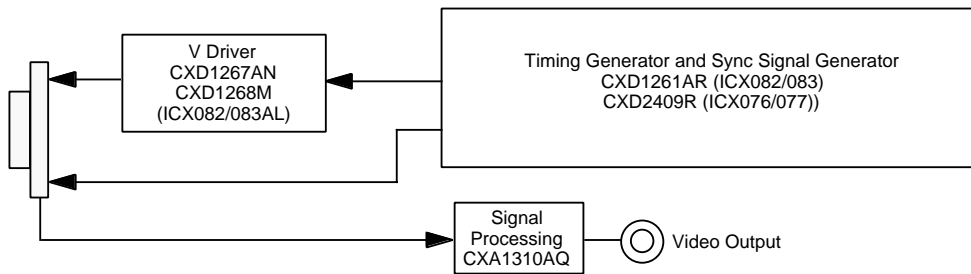 V Driver
CXD1267AN
CXD1268M
(ICX082/083AL)
Timing Generator and Sync Signal Generator
CXD1261AR (ICX082/083)
CXD2409R (ICX076/077))
Signal
Processing
CXA1310AQ
Video Output